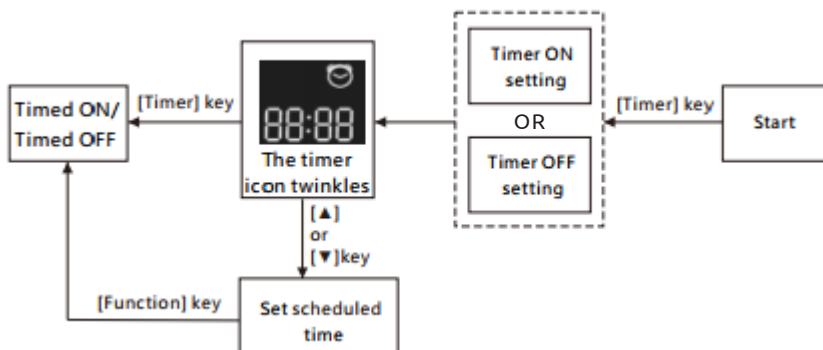 Timer ON
setting
OR
Timer OFF
setting
[Timer] key
Start
[Timer] key
Timed ON/
Timed OFF
88:88
The timer
icon twinkles
[▲]
or
[▼]key
[Function] key
Set scheduled
time